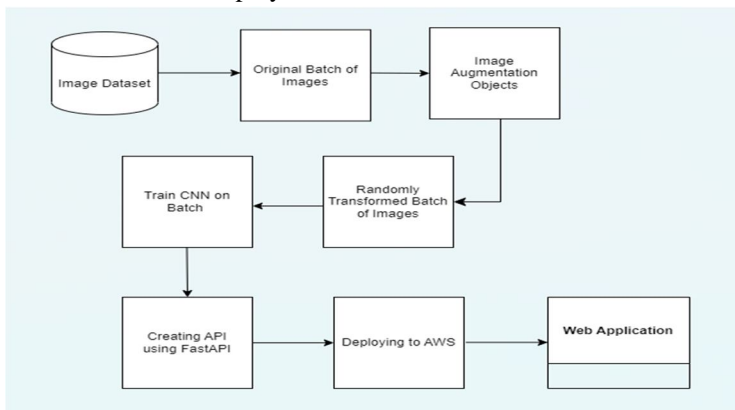 Image Dataset
Original Batch of
Images
Image
Augmentation
Objects
Train CNN on
Batch
Randomly
Transformed Batch
of Images
Creating API
using FastAPI
Deploying to AWS
Web Application